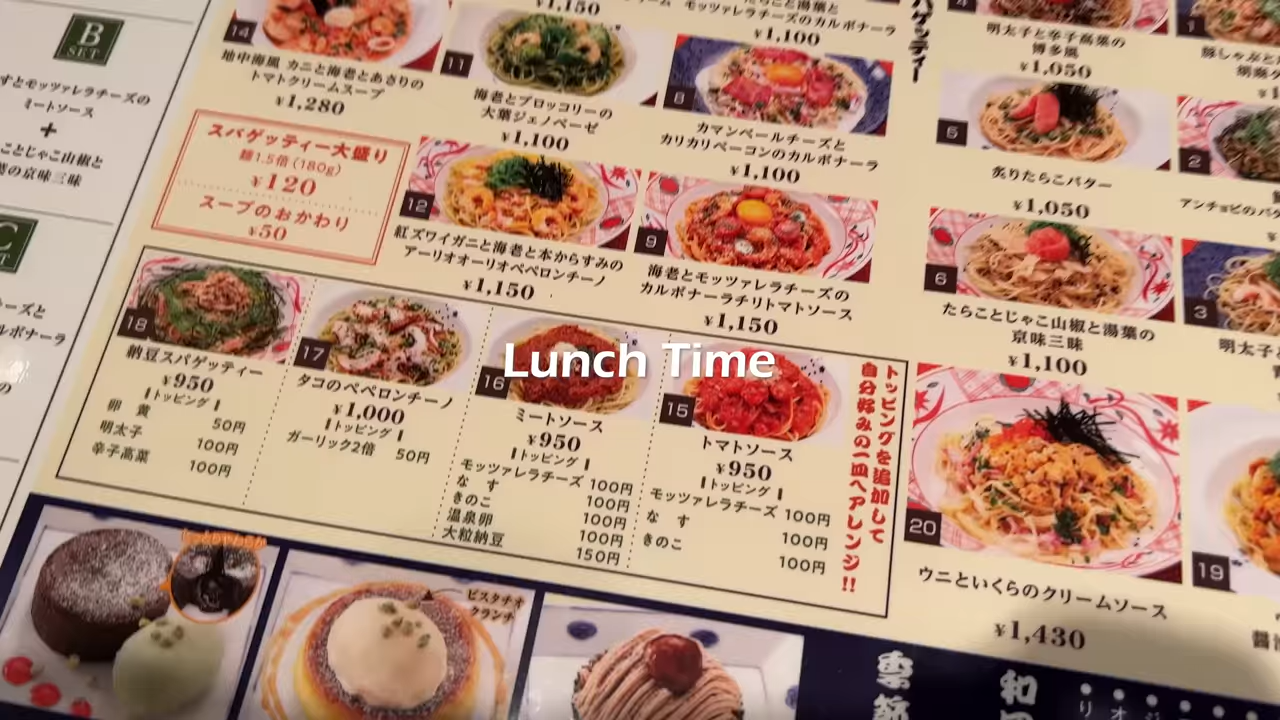 B
SET
すとモッツァレラチーズの
ミートソース
+
ことじゃこ山椒と
葉の京味三昧
C
ーズと
ルボナーラ
14
地中海風 カニと海老とあさりの
トマトクリームスープ
¥1,280
¥1,150
11
海老とブロッコリーの
大葉ジェノベーゼ
¥1,100
モッツァレラチーズのカルボナーラ
¥1,100
8
カマンベールチーズと
カリカリベーコンのカルボナーラ
¥1,100
スパゲッティー大盛り
麺1.5倍(180g)
¥120
スープのおかわり
¥50
12
紅ズワイガニと海老と本からすみの
アーリオオーリオペペロンチーノ
¥1,150
9
海老とモッツァレラチーズの
カルボナーラチリトマトソース
¥1,150
4
明太子と辛子高菜の
博多風
¥1,050
5
炙りたらこバター
¥1,050
6
たらことじゃこ山椒と湯葉の
京味三昧
¥1,100
1
豚しゃぶと
2
アンチョビのバ
3
明太子
18
納豆スパゲッティー
¥950
トッピング
卵黄 50円
明太子 100円
辛子高菜 100円
17
タコのペペロンチーノ
¥1,000
トッピング
ガーリック2倍 50円
Lunch Time
16
ミートソース
¥950
トッピング
モッツァレラチーズ 100円
なす 100円
きのこ 100円
温泉卵 100円
大粒納豆 150円
15
トマトソース
¥950
トッピング
モッツァレラチーズ 100円
なす 100円
きのこ 100円
トッピングを追加して
自分好みの一皿へアレンジ!!
20
ウニといくらのクリームソース
¥1,430
19
ピスタチオ
クランチ